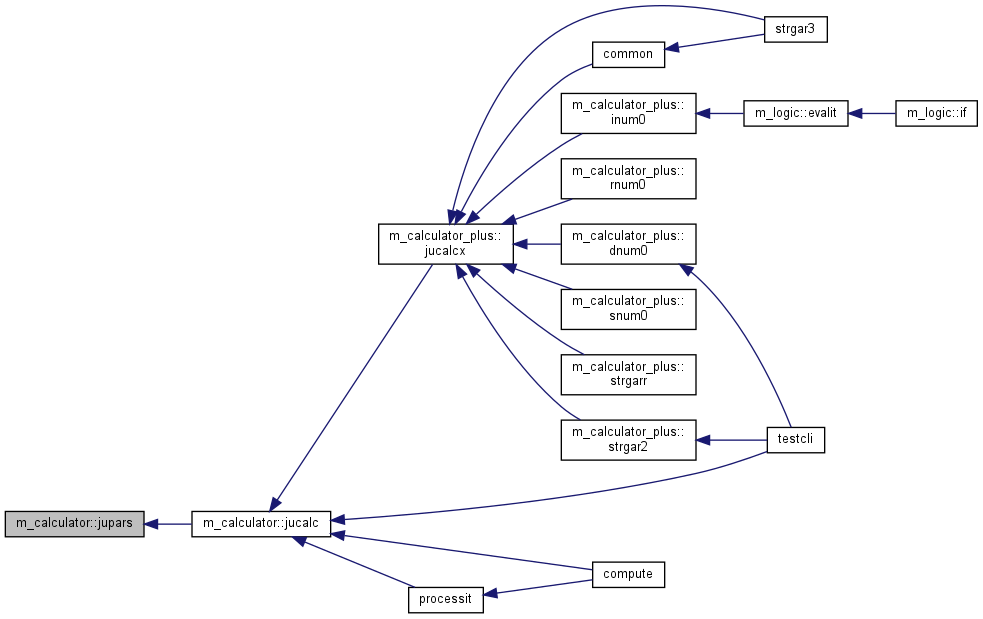 strgar3
common
m_calculator_plus::
inum0
m_logic::evalit
m_logic::if
m_calculator_plus::
rnum0
m_calculator_plus::
jucalcx
m_calculator_plus::
dnum0
m_calculator_plus::
snum0
m_calculator_plus::
strgarr
m_calculator_plus::
strgar2
testcli
m_calculator::jupars
m_calculator::jucalc
compute
processit